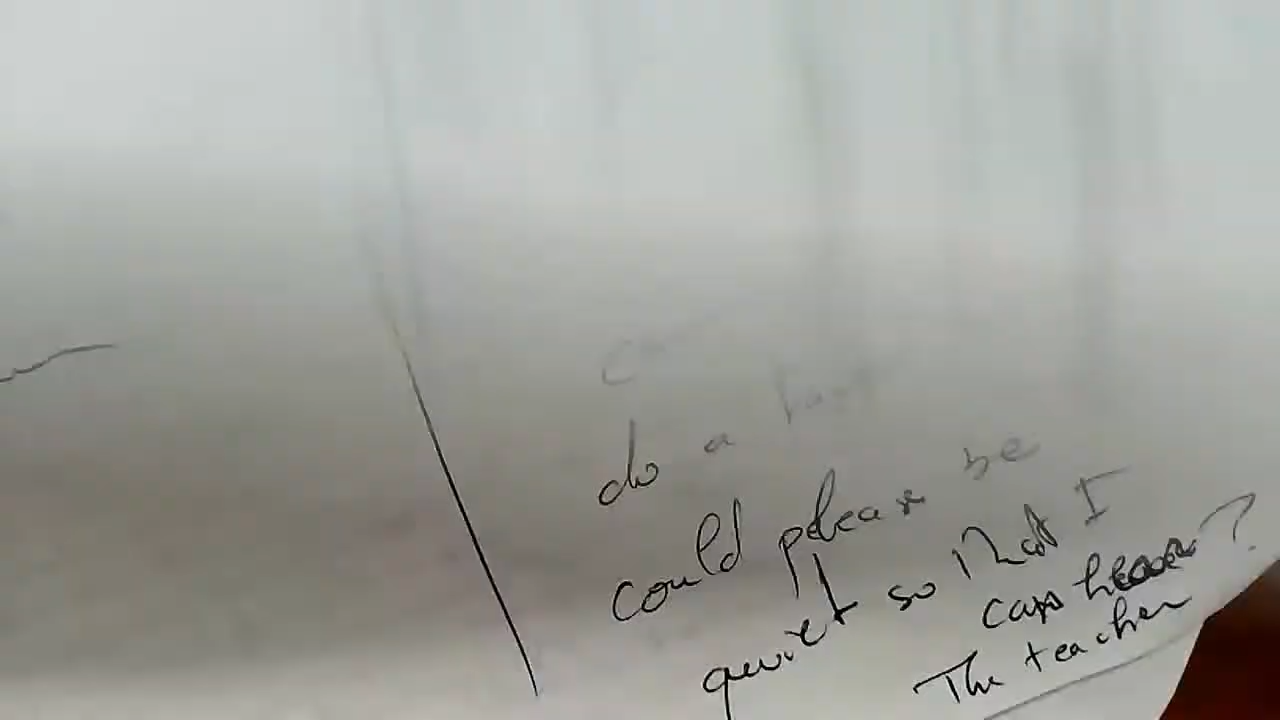 do a
could please be
quiet so that I
can hear?
The teacher